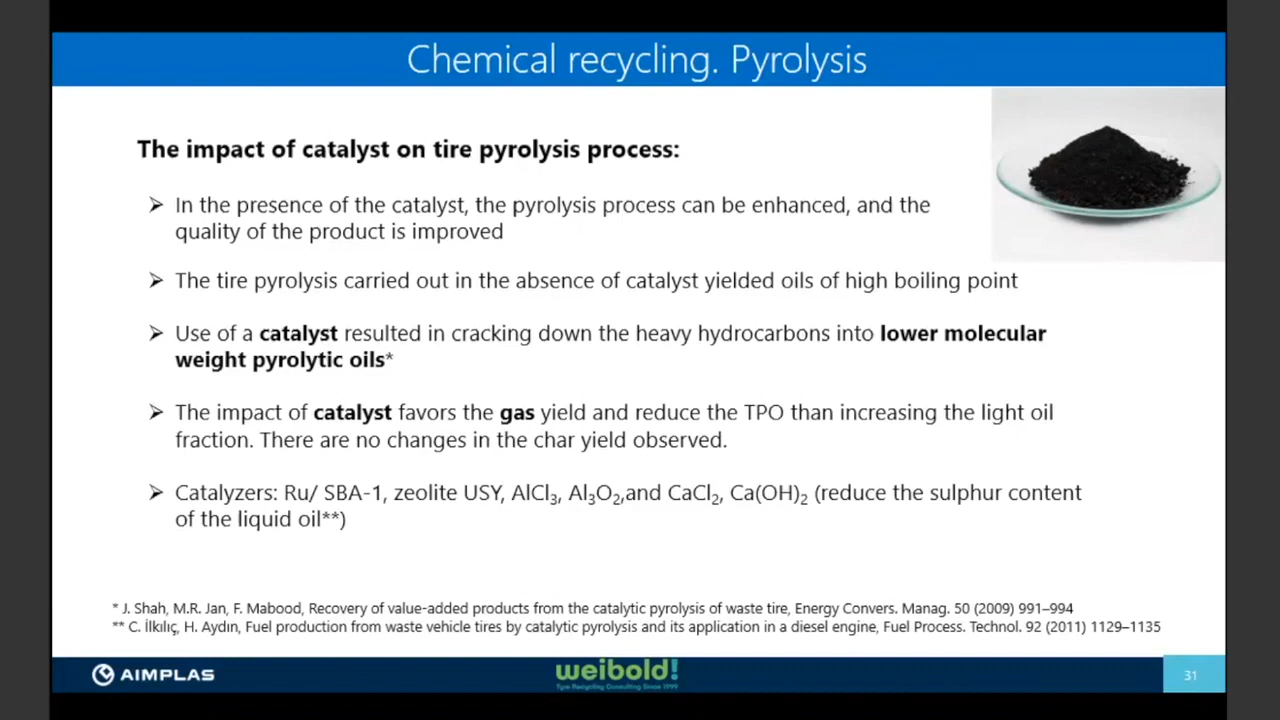 Chemical recycling. Pyrolysis
The impact of catalyst on tire pyrolysis process:
➢ In the presence of the catalyst, the pyrolysis process can be enhanced, and the
quality of the product is improved
➢ The tire pyrolysis carried out in the absence of catalyst yielded oils of high boiling point
➢ Use of a catalyst resulted in cracking down the heavy hydrocarbons into lower molecular
weight pyrolytic oils*
➢ The impact of catalyst favors the gas yield and reduce the TPO than increasing the light oil
fraction. There are no changes in the char yield observed.
➢ Catalyzers: Ru/ SBA-1, zeolite USY, AlCl₃, Al₃O₂,and CaCl₂, Ca(OH)₂ (reduce the sulphur content
of the liquid oil**)
* J. Shah, M.R. Jan, F. Mabood, Recovery of value-added products from the catalytic pyrolysis of waste tire, Energy Convers. Manag. 50 (2009) 991–994
** C. İlkılıç, H. Aydın, Fuel production from waste vehicle tires by catalytic pyrolysis and its application in a diesel engine, Fuel Process. Technol. 92 (2011) 1129–1135
AIMPLAS
weibold!
Tyre Recycling Consulting Since 1999
31